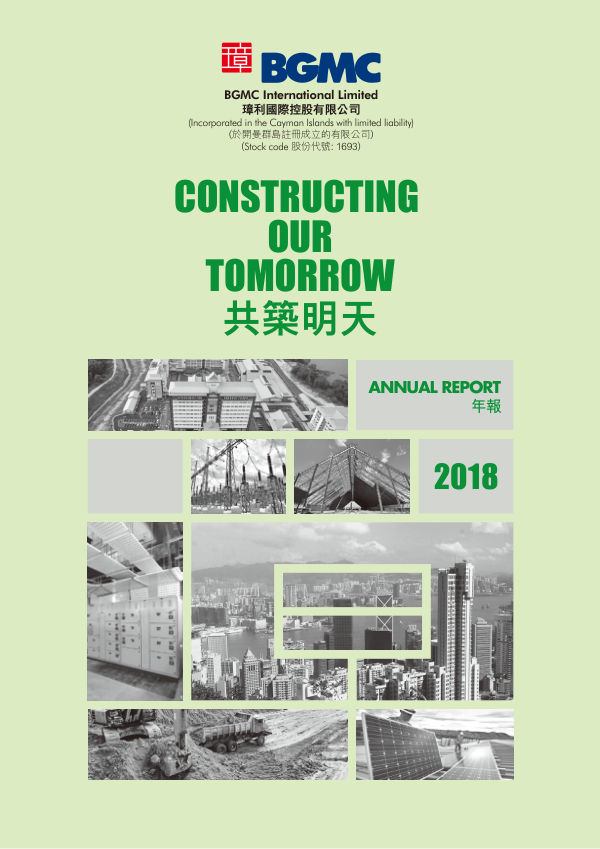 BGMC
BGMC International Limited
璋利國際控股有限公司
(Incorporated in the Cayman Islands with limited liability)
(於開曼群島註冊成立的有限公司)
(Stock code 股份代號: 1693)
CONSTRUCTING
OUR
TOMORROW
共築明天
ANNUAL REPORT
年報
2018